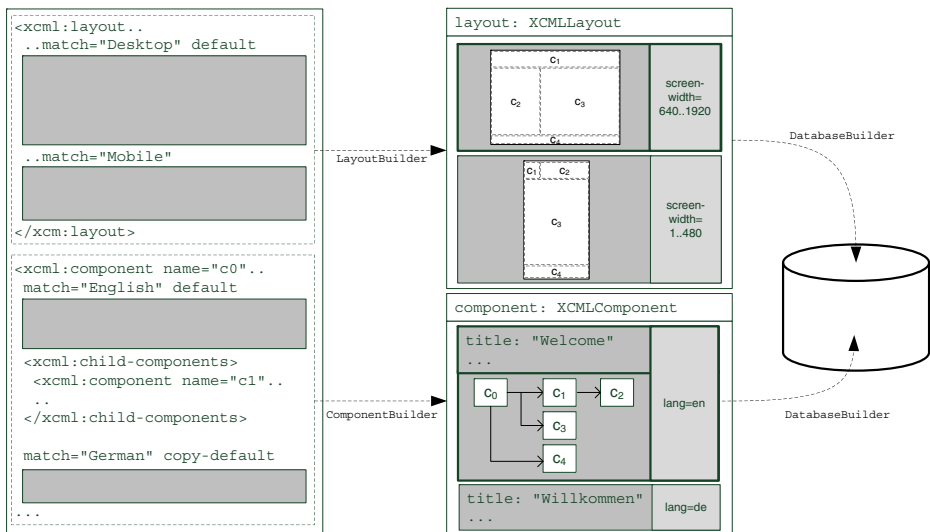 <xcml:layout..
..match="Desktop" default
..match="Mobile"
</xcm:layout>
<xcml:component name="c0"..
match="English" default
<xcml:child-components>
<xcml:component name="c1"..
..
</xcml:child-components>
match="German" copy-default
...
LayoutBuilder
ComponentBuilder
layout: XCMLLayout
C1
C2
C3
C4
screen-
width=
640..1920
C1
C2
C3
C4
screen-
width=
1..480
component: XCMLComponent
title: "Welcome"
...
C0
C1
C2
C3
C4
lang=en
title: "Willkommen"
...
lang=de
DatabaseBuilder
DatabaseBuilder